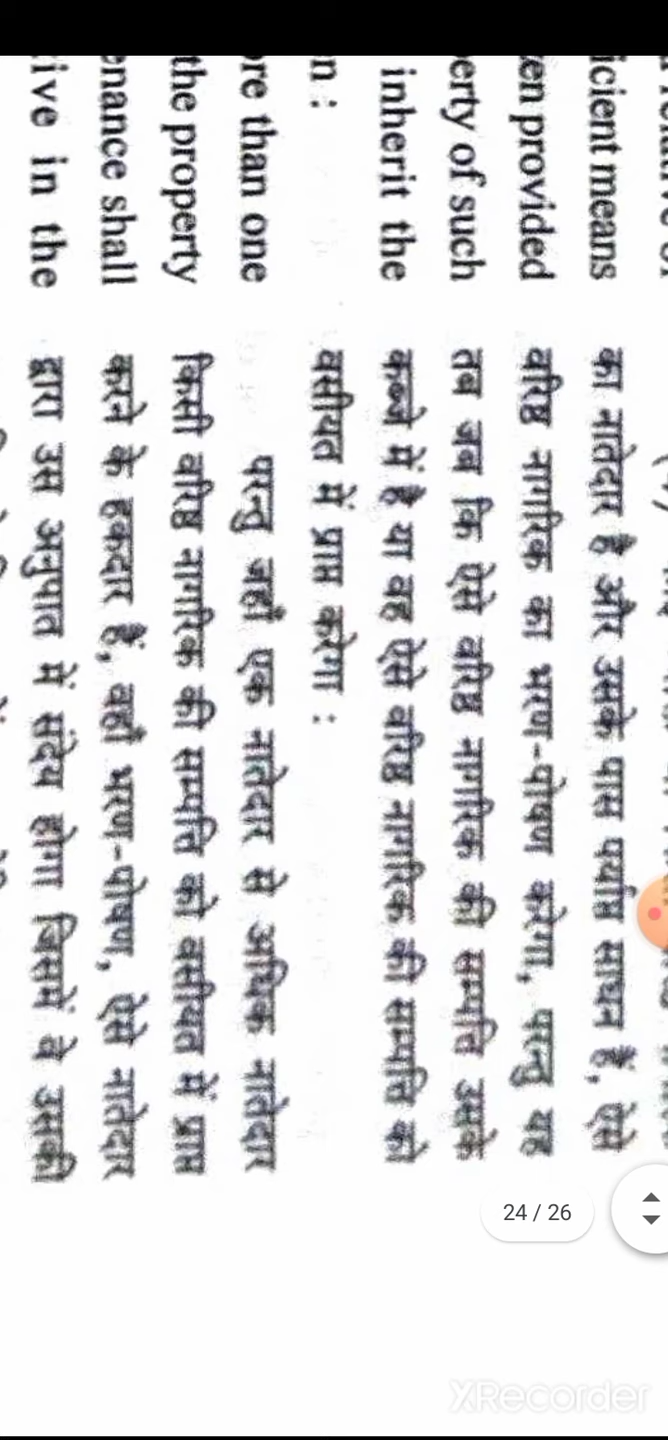 icient means
provided
erty of such
inherit the
n :
re than one
the property
enance shall
ive in the
का नातेदार है और उसके पास पर्याप्त साधन हैं, ऐसे
वरिष्ठ नागरिक का भरण-पोषण करेगा, परन्तु यह
तब जब कि ऐसे वरिष्ठ नागरिक की सम्पत्ति उसके
कब्जे में है या वह ऐसे वरिष्ठ नागरिक की सम्पत्ति को
वसीयत में प्राप्त करेगा :
परन्तु जहाँ एक नातेदार से अधिक नातेदार
किसी वरिष्ठ नागरिक की सम्पत्ति को वसीयत में प्राप्त
करने के हकदार हैं, वहाँ भरण-पोषण, ऐसे नातेदार
द्वारा उस अनुपात में संदेय होगा जिसमें वे उसकी
24 / 26
XRecorder